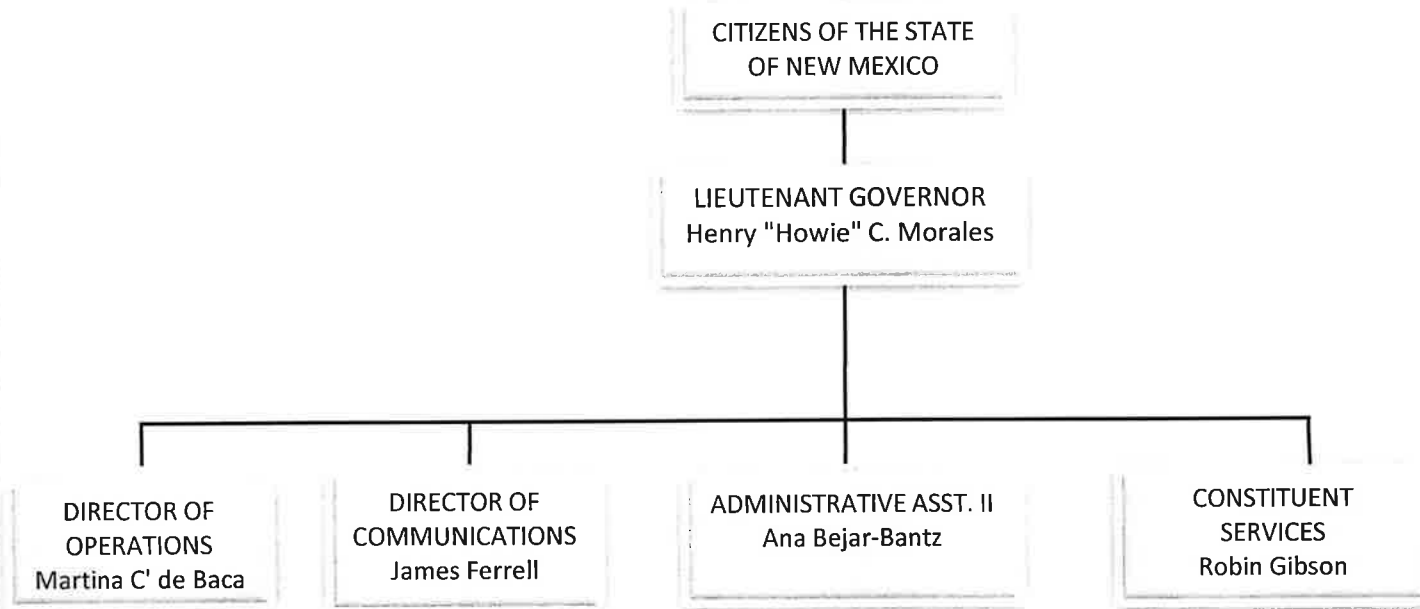 CITIZENS OF THE STATE
OF NEW MEXICO
LIEUTENANT GOVERNOR
Henry "Howie" C. Morales
DIRECTOR OF
OPERATIONS
Martina C' de Baca
DIRECTOR OF
COMMUNICATIONS
James Ferrell
ADMINISTRATIVE ASST. II
Ana Bejar-Bantz
CONSTITUENT
SERVICES
Robin Gibson